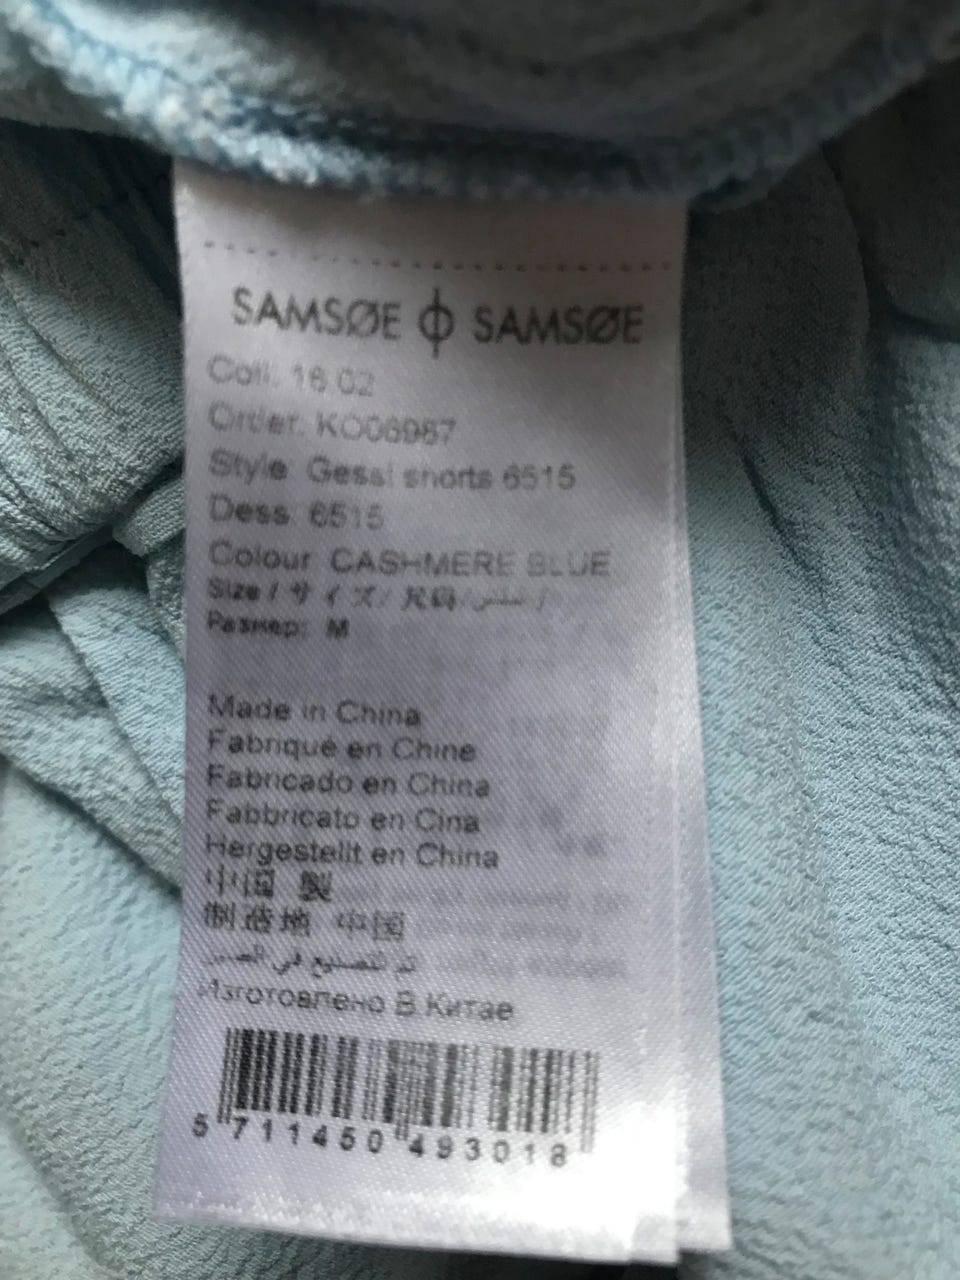 SAMSØE ɸ SAMSØE
Coll. 16 02
Order: KO06967
Style: Gessi shorts 6515
Dess: 6515
Colour: CASHMERE BLUE
Size / サイズ/ 尺码/ /
Размер: M
Made in China
Fabriqué en Chine
Fabricado en China
Fabbricato en Cina
Hergestellt en China
中国 製
制造地 中国
تم التصنيع في الصين
Изготовлено В Китае
5 711450 493018